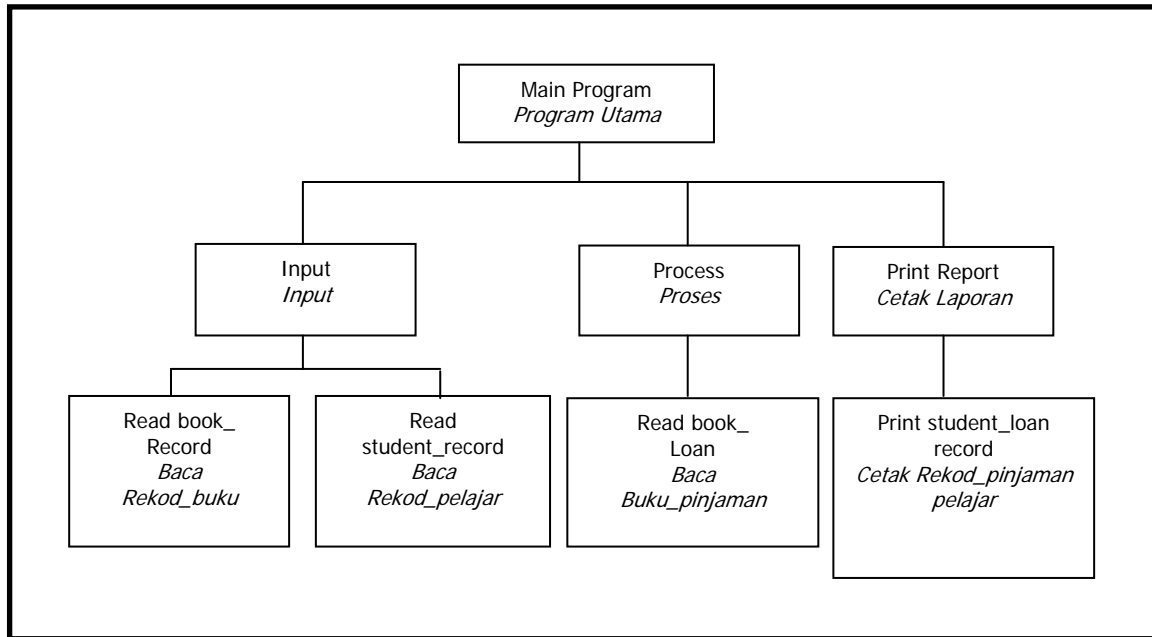 Main Program
Program Utama
Input
Input
Process
Proses
Print Report
Cetak Laporan
Read book_
Record
Baca
Rekod_buku
Read
student_record
Baca
Rekod_pelajar
Read book_
Loan
Baca
Buku_pinjaman
Print student_loan
record
Cetak Rekod_pinjaman
pelajar